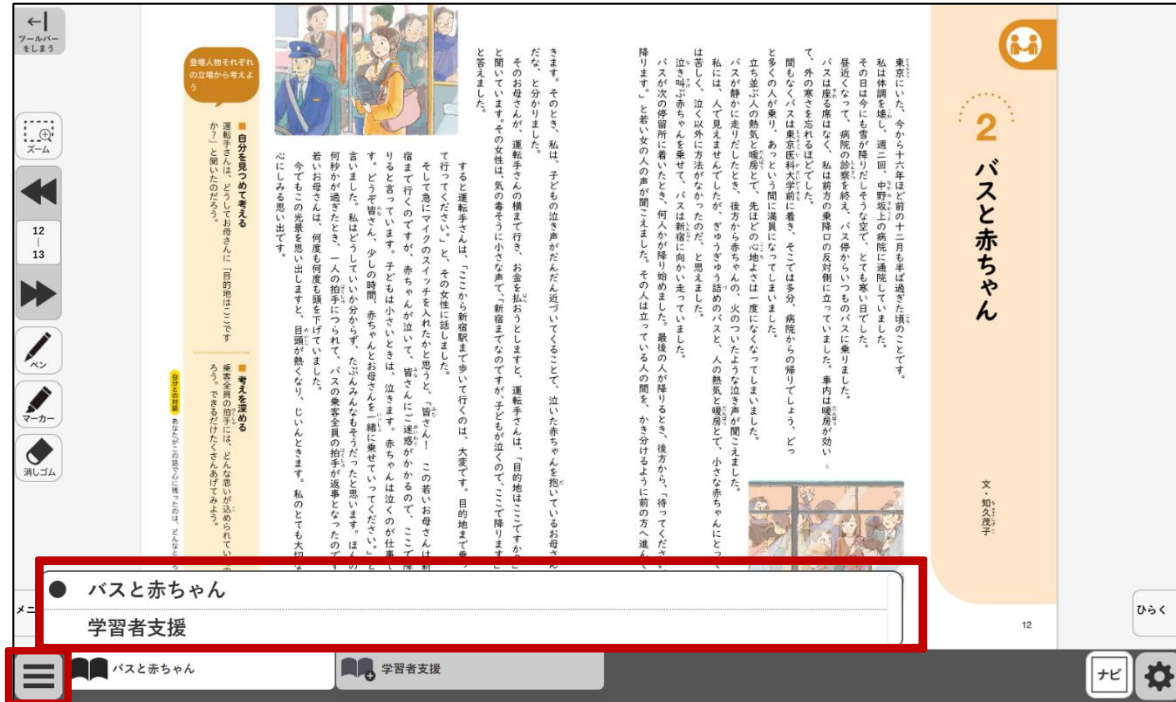 ←|
ツールバー
をしまう
ズーム
12
|
13
ペン
マーカー
消しゴム
2 バスと赤ちゃん
文・知久茂子
東京にいた、今から十六年ほど前の十二月も半ば過ぎた頃のことです。
私は体調を壊し、週二回、中野坂上の病院に通院していました。
その日は今にも雪が降りだしそうな空で、とても寒い日でした。
昼近くなって、病院の診察を終え、バス停からいつものバスに乗りました。
バスは座る席はなく、私は前方の乗降口の反対側に立っていました。車内は暖房が効い
て、外の寒さを忘れるほどでした。
間もなくバスは東京医科大学前に着き、そこでは多分、病院からの帰りでしょう、どっ
と多くの人が乗り、あっという間に満員になってしまいました。
立ち並ぶ人の熱気と暖房とで、先ほどの心地よさは一度になくなってしまいました。
バスが静かに走りだしたとき、後方から赤ちゃんの、火のついたような泣き声が聞こえました。
私には、人で見えませんでしたが、ぎゅうぎゅう詰めのバスと、人の熱気と暖房とで、小さな赤ちゃんにとって
は苦しく、泣く以外に方法がなかったのだ、と思えました。
泣き叫ぶ赤ちゃんを乗せて、バスは新宿に向かい走っていました。
バスが次の停留所に着いたとき、何人かが降り始めました。最後の人が降りるとき、後方から、「待ってくださ
降ります。」と若い女の人の声が聞こえました。その人は立っている人の間を、かき分けるように前の方へ進んで
12
きます。そのとき、私は、子どもの泣き声がだんだん近づいてくることで、泣いた赤ちゃんを抱いているお母さん
だな、と分かりました。
そのお母さんが、運転手さんの横まで行き、お金を払おうとしますと、運転手さんは、「目的地はここですか?」
と聞いています。その女性は、気の毒そうに小さな声で、「新宿までなのですが、子どもが泣くので、ここで降ります。」
と答えました。
すると運転手さんは、「ここから新宿駅まで歩いて行くのは、大変です。目的地まで乗っ
て行ってください。」と、その女性に話しました。
そして急にマイクのスイッチを入れたかと思うと、「皆さん! この若いお母さんは新
宿まで行くのですが、赤ちゃんが泣いて、皆さんにご迷惑がかかるので、ここで降
りると言っています。子どもは小さいときは、泣きます。赤ちゃんは泣くのが仕事で
す。どうぞ皆さん、少しの時間、赤ちゃんとお母さんを一緒に乗せていってください。」と
言いました。私はどうしていいか分からず、たぶんみんなもそうだったと思います。ほんの
何秒かが過ぎたとき、一人の拍手につられて、バスの乗客全員の拍手が返事となったのです
若いお母さんは、何度も何度も頭を下げていました。
今でもこの光景を思い出しますと、目頭が熱くなり、じいんときます。私のとても大切な
心にしみる思い出です。
登場人物それぞれ
の立場から考えよ
う
■ 自分を見つめて考える
運転手さんは、どうしてお母さんに「目的地はここです
か?」と聞いたのだろう。
■ 考えを深める
乗客全員の拍手には、どんな思いが込められてい
ろう。できるだけたくさんあげてみよう。
自分との対話 あなたがこの話で心に残ったのは、どんなところ
● バスと赤ちゃん
学習者支援
メニ
ひらく
バスと赤ちゃん
学習者支援
ナビ